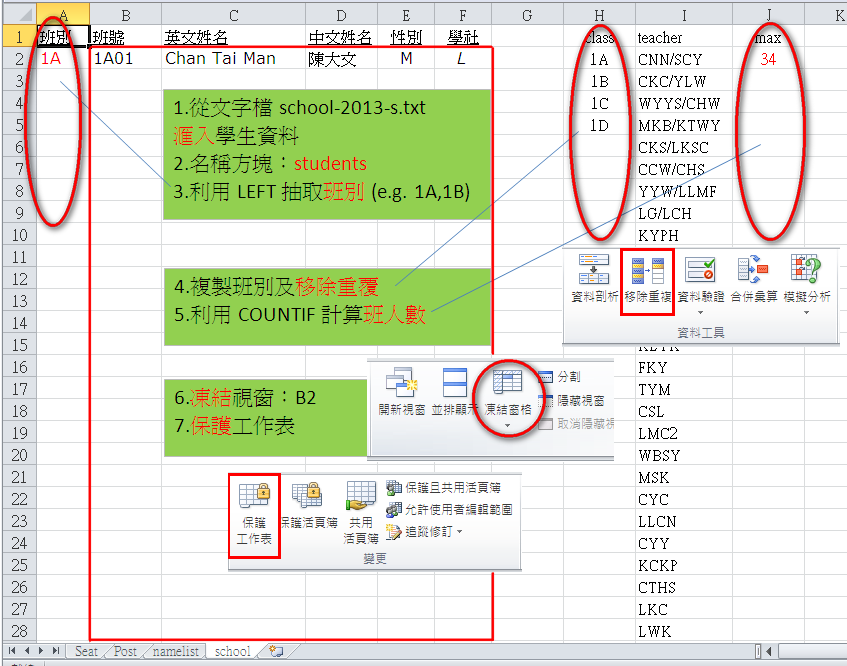 A B C D E F G H I J K
1 班別 班號 英文姓名 中文姓名 性別 學社 class teacher max
2 1A 1A01 Chan Tai Man 陳大文 M L 1A CNN/SCY 34
3 1B CKC/YLW
4 1C WYYS/CHW
5 1D MKB/KTWY
6 CKS/LKSC
7 CCW/CHS
8 YYW/LLMF
9 LG/LCH
10 KYPH
1.從文字檔 school-2013-s.txt
滙入學生資料
2.名稱方塊：students
3.利用 LEFT 抽取班別 (e.g. 1A,1B)
11
12
13
14
15
4.複製班別及移除重覆
5.利用 COUNTIF 計算班人數
資料剖析 移除重複 資料驗證 合併彙算 模擬分析
資料工具
16 FKY
17 TYM
18 CSL
19 LMC2
20 WBSY
21 MSK
22 CYC
23 LLCN
24 CYY
25 KCKP
26 CTHS
27 LKC
28 LWK
6.凍結視窗：B2
7.保護工作表
開新視窗 並排顯示 凍結窗格
分割
隱藏視窗
取消隱藏視
保護
工作表
保護活頁簿
共用
活頁簿
保護且共用活頁簿
允許使用者編輯範圍
追蹤修訂
變更
Seat Post namelist school